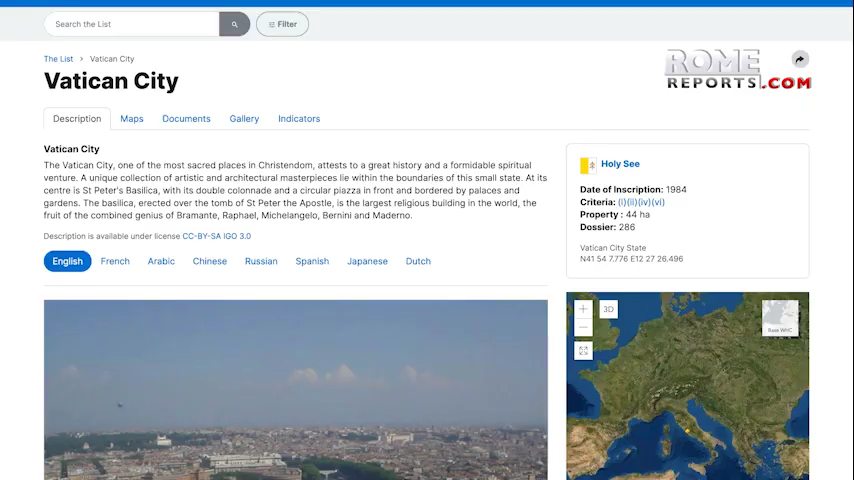 Search the List
Filter
The List > Vatican City
ROME
REPORTS.COM
Vatican City
Description Maps Documents Gallery Indicators
Vatican City
The Vatican City, one of the most sacred places in Christendom, attests to a great history and a formidable spiritual
venture. A unique collection of artistic and architectural masterpieces lie within the boundaries of this small state. At its
centre is St Peter's Basilica, with its double colonnade and a circular piazza in front and bordered by palaces and
gardens. The basilica, erected over the tomb of St Peter the Apostle, is the largest religious building in the world, the
fruit of the combined genius of Bramante, Raphael, Michelangelo, Bernini and Maderno.
Description is available under license CC-BY-SA IGO 3.0
English French Arabic Chinese Russian Spanish Japanese Dutch
Holy See
Date of Inscription: 1984
Criteria: (i)(ii)(iv)(vi)
Property : 44 ha
Dossier: 286
Vatican City State
N41 54 7.776 E12 27 26.496
3D
Base WHC